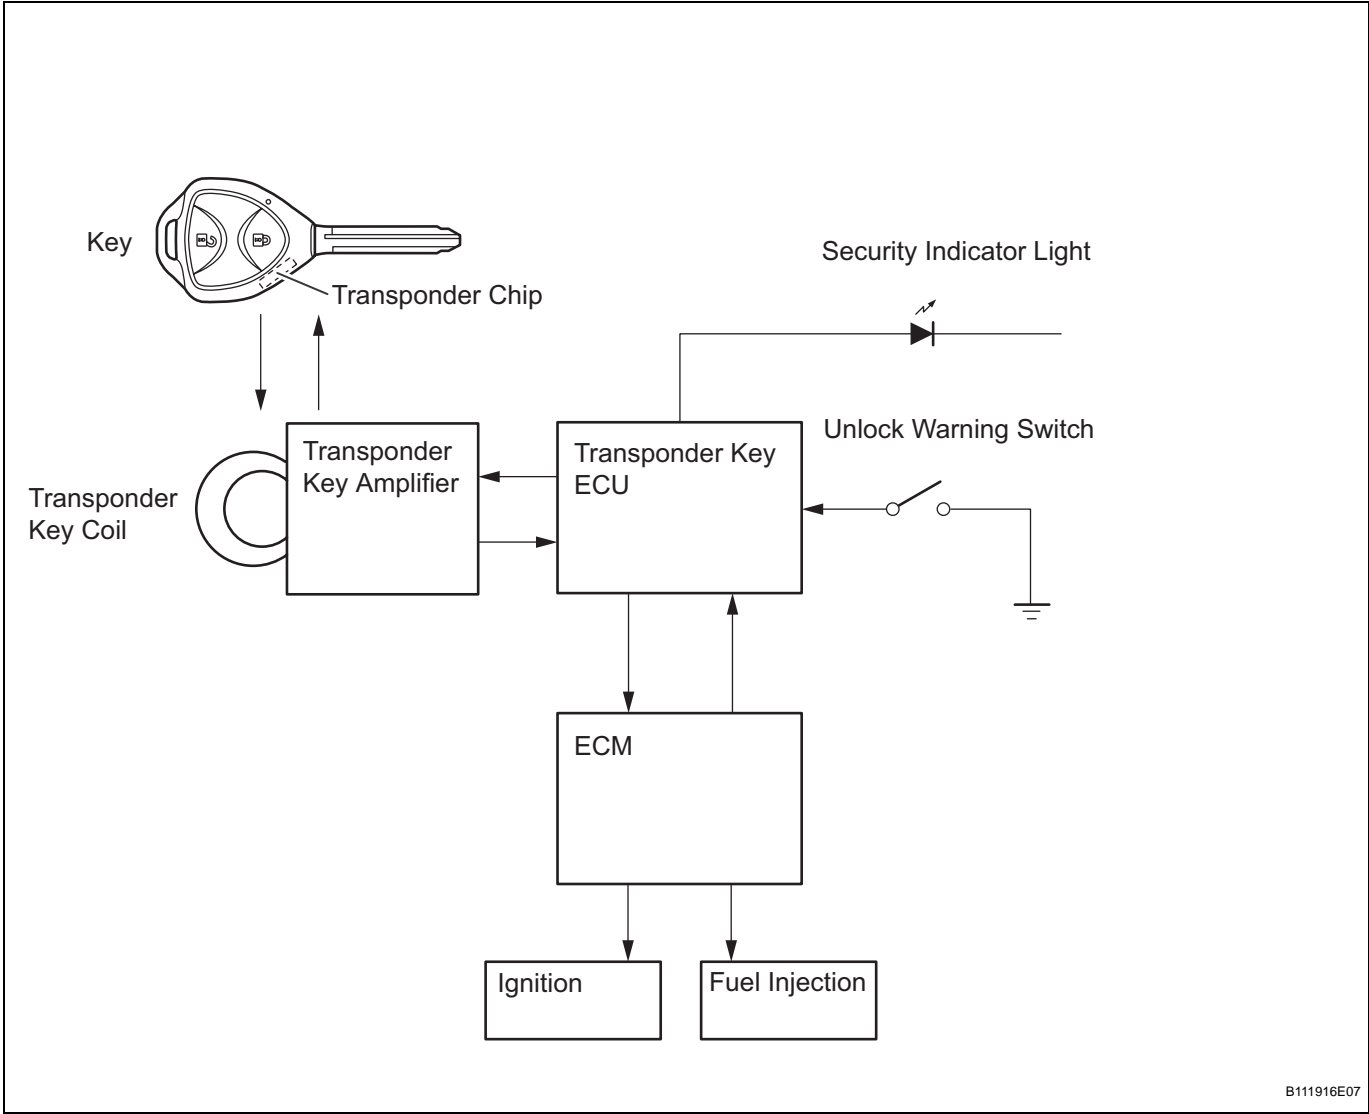 Key
Transponder Chip
Security Indicator Light
Unlock Warning Switch
Transponder
Key Amplifier
Transponder Key
ECU
Transponder
Key Coil
ECM
Ignition
Fuel Injection
B111916E07